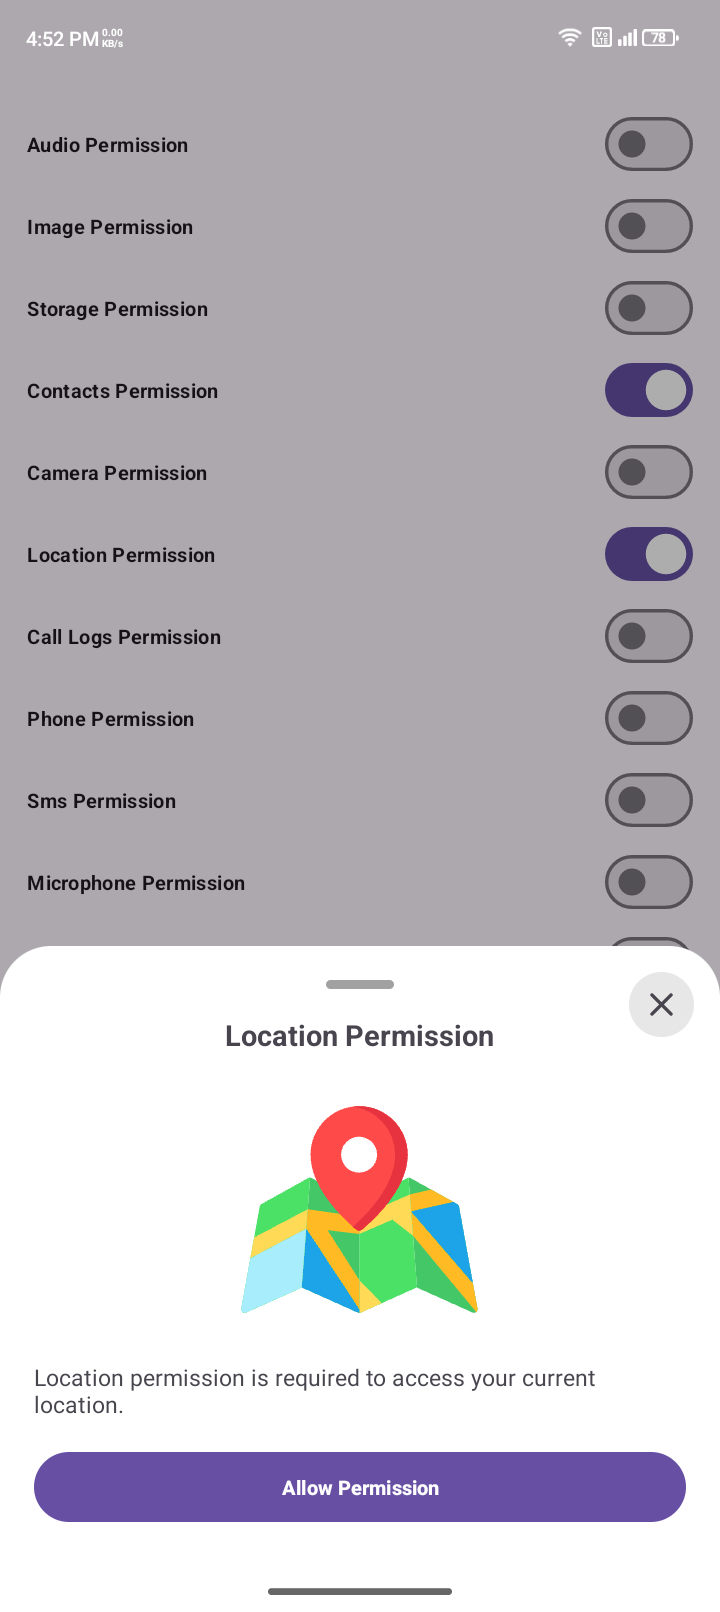 4:52 PM 0.00 KB/s Vo LTE 78
Audio Permission
Image Permission
Storage Permission
Contacts Permission
Camera Permission
Location Permission
Call Logs Permission
Phone Permission
Sms Permission
Microphone Permission
Location Permission
Location permission is required to access your current
location.
Allow Permission